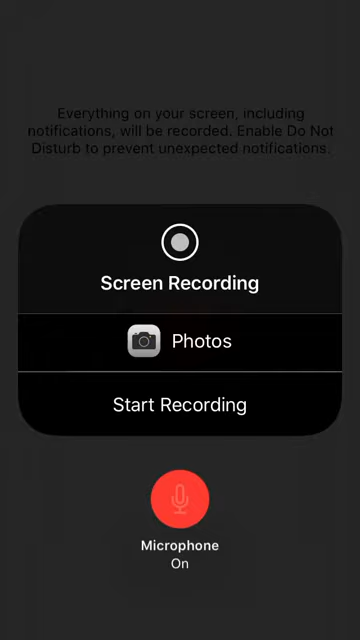 Everything on your screen, including
notifications, will be recorded. Enable Do Not
Disturb to prevent unexpected notifications.
Screen Recording
Photos
Start Recording
Microphone
On